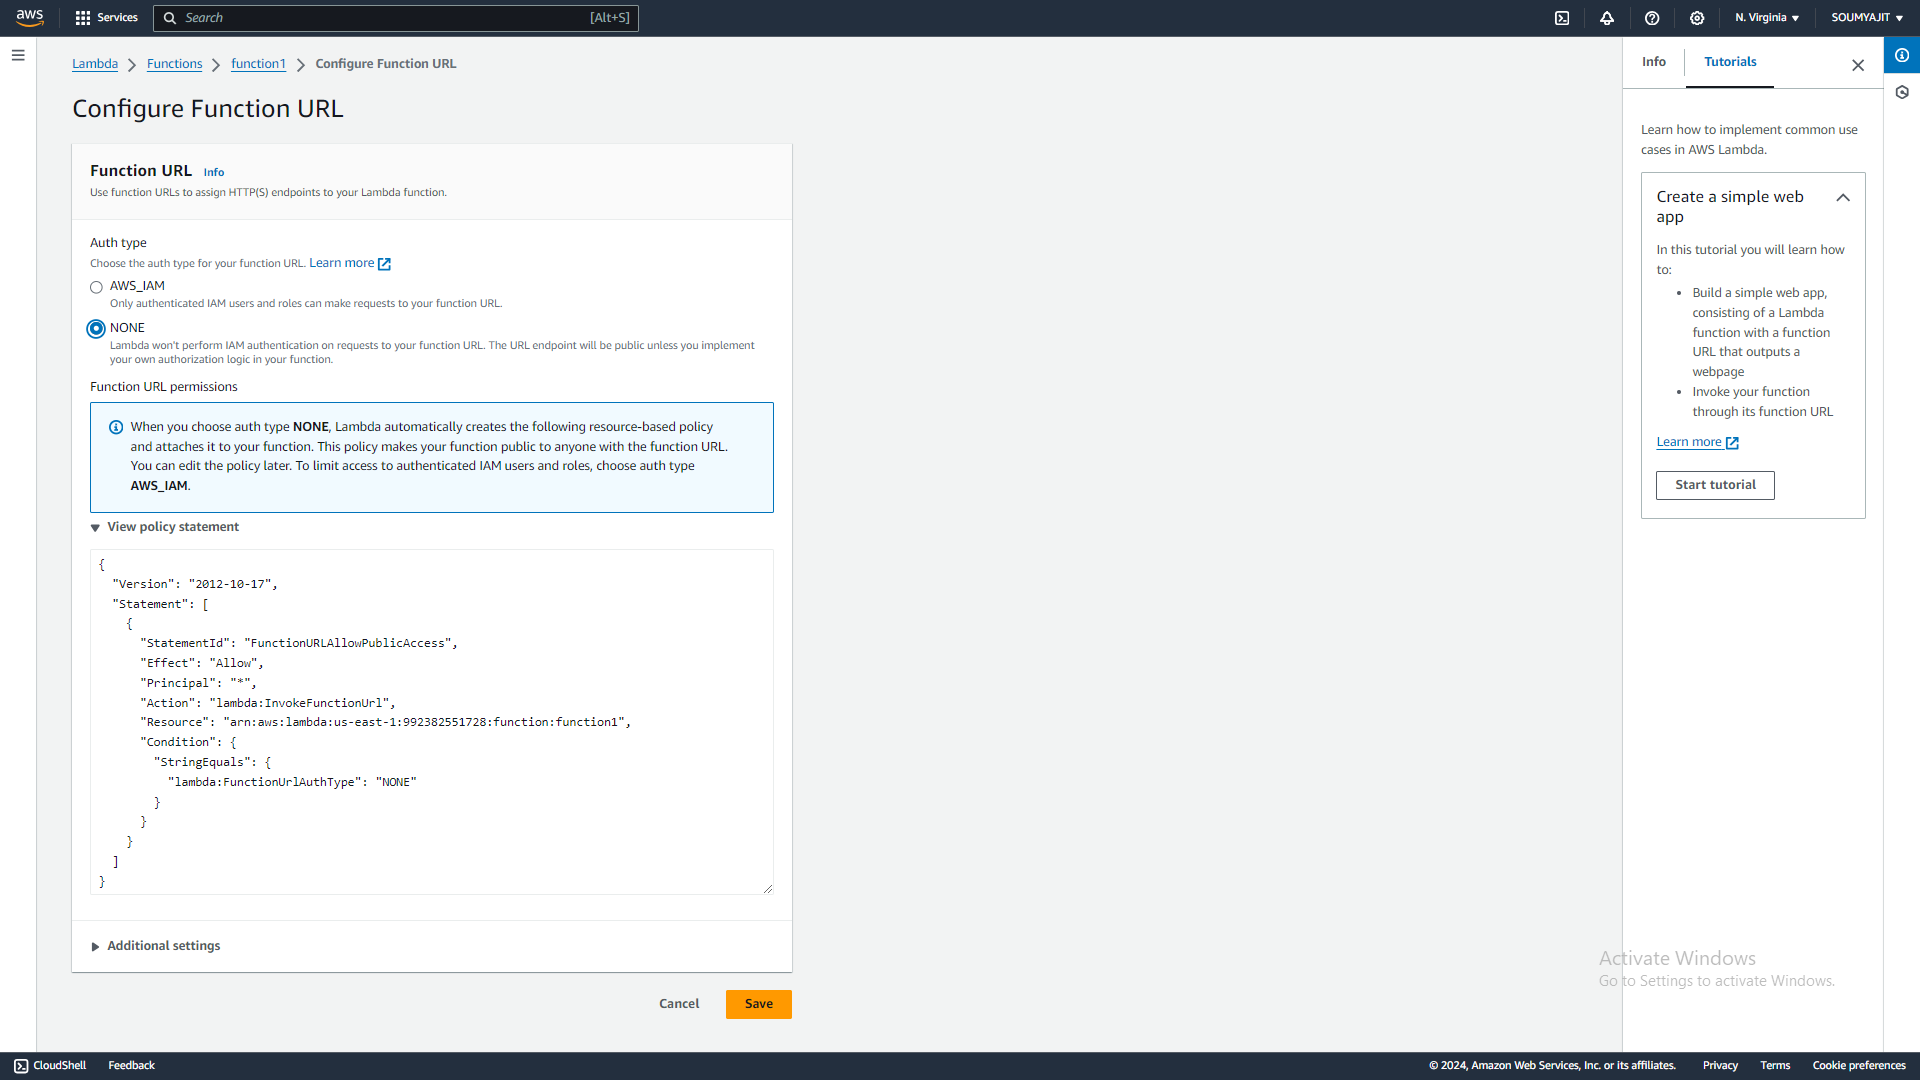 aws
Services
Search
[Alt+S]
N. Virginia
SOUMYAJIT
Lambda
Functions
function1
Configure Function URL
Configure Function URL
Function URL Info
Use function URLs to assign HTTP(S) endpoints to your Lambda function.
Auth type
Choose the auth type for your function URL. Learn more
AWS_IAM
Only authenticated IAM users and roles can make requests to your function URL.
NONE
Lambda won't perform IAM authentication on requests to your function URL. The URL endpoint will be public unless you implement
your own authorization logic in your function.
Function URL permissions
When you choose auth type NONE, Lambda automatically creates the following resource-based policy
and attaches it to your function. This policy makes your function public to anyone with the function URL.
You can edit the policy later. To limit access to authenticated IAM users and roles, choose auth type
AWS_IAM.
View policy statement
{
"Version": "2012-10-17",
"Statement": [
{
"StatementId": "FunctionURLAllowPublicAccess",
"Effect": "Allow",
"Principal": "*",
"Action": "lambda:InvokeFunctionUrl",
"Resource": "arn:aws:lambda:us-east-1:992382551728:function:function1",
"Condition": {
"StringEquals": {
"lambda:FunctionUrlAuthType": "NONE"
}
}
}
]
}
Additional settings
Cancel
Save
Info
Tutorials
Learn how to implement common use
cases in AWS Lambda.
Create a simple web
app
In this tutorial you will learn how
to:
• Build a simple web app,
consisting of a Lambda
function with a function
URL that outputs a
webpage
• Invoke your function
through its function URL
Learn more
Start tutorial
Activate Windows
Go to Settings to activate Windows.
CloudShell
Feedback
© 2024, Amazon Web Services, Inc. or its affiliates.
Privacy
Terms
Cookie preferences